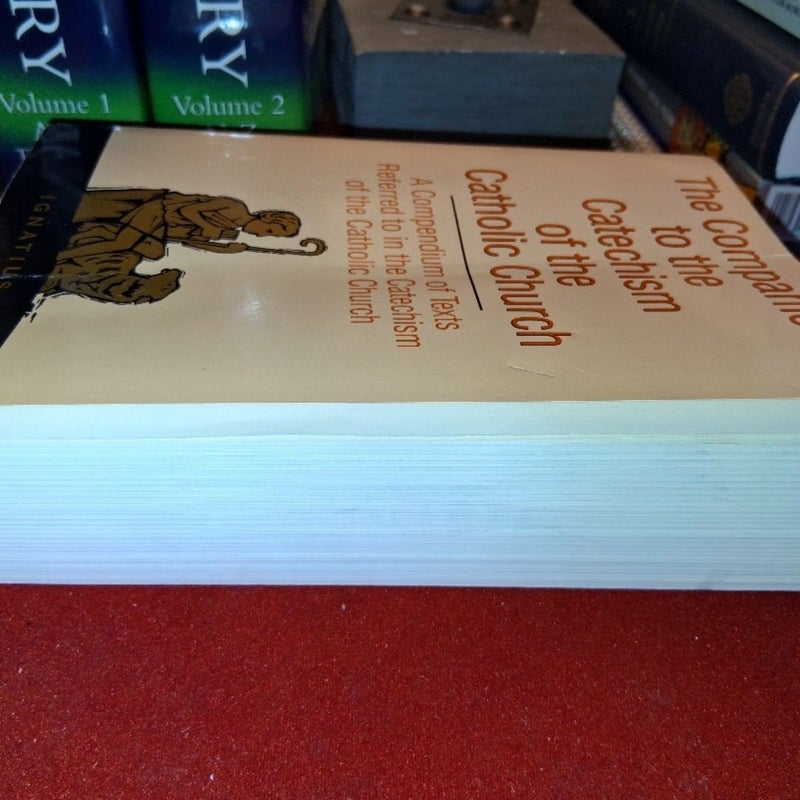 The Companio
to the
Catechism
of the
Catholic Church
A Compendium of Texts
Referred to in the Catechism
of the Catholic Church
IGNATIUS
RY
Volume 1
RY
Volume 2